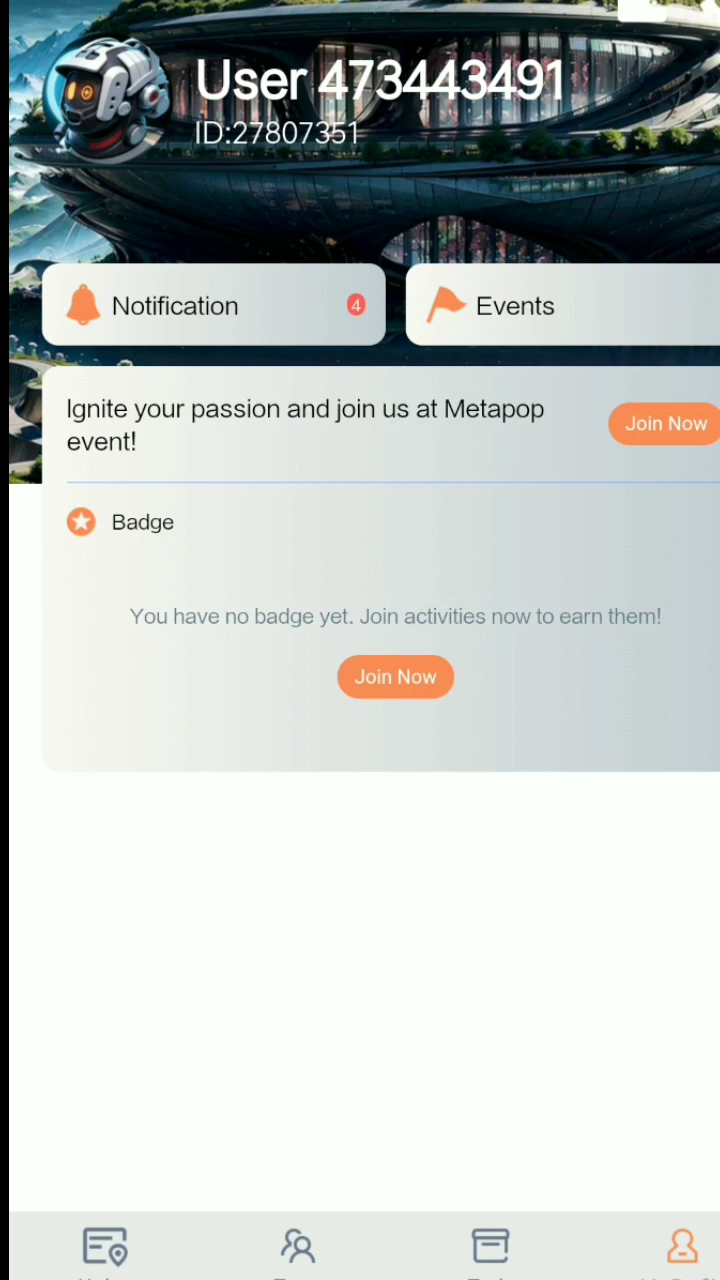 User 473443491
ID:27807351
Notification
4
Events
Ignite your passion and join us at Metapop
event!
Join Now
Badge
You have no badge yet. Join activities now to earn them!
Join Now